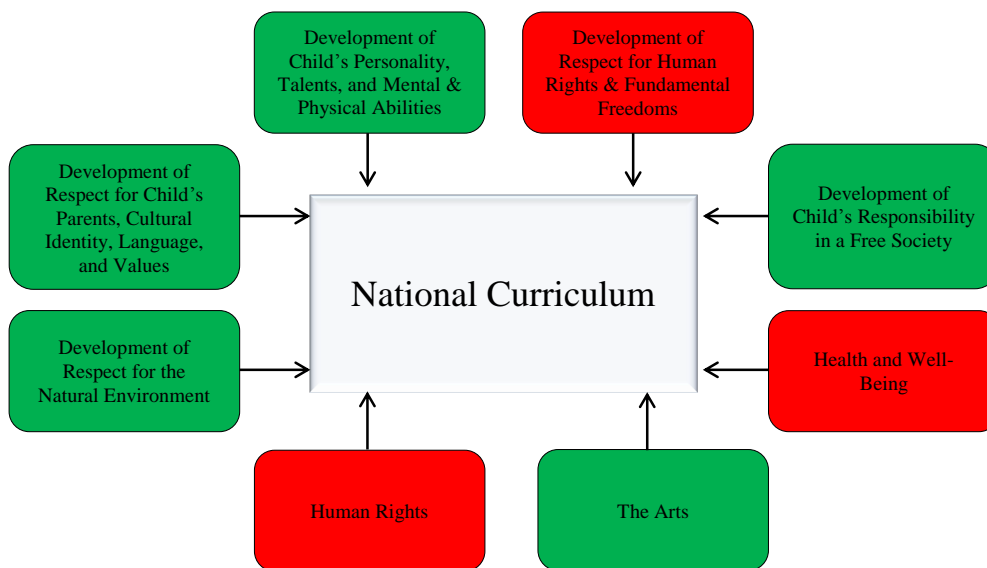 Development of
Child's Personality,
Talents, and Mental &
Physical Abilities
Development of
Respect for Human
Rights & Fundamental
Freedoms
Development of
Respect for Child's
Parents, Cultural
Identity, Language,
and Values
Development of
Child's Responsibility
in a Free Society
National Curriculum
Development of
Respect for the
Natural Environment
Health and Well-
Being
Human Rights
The Arts